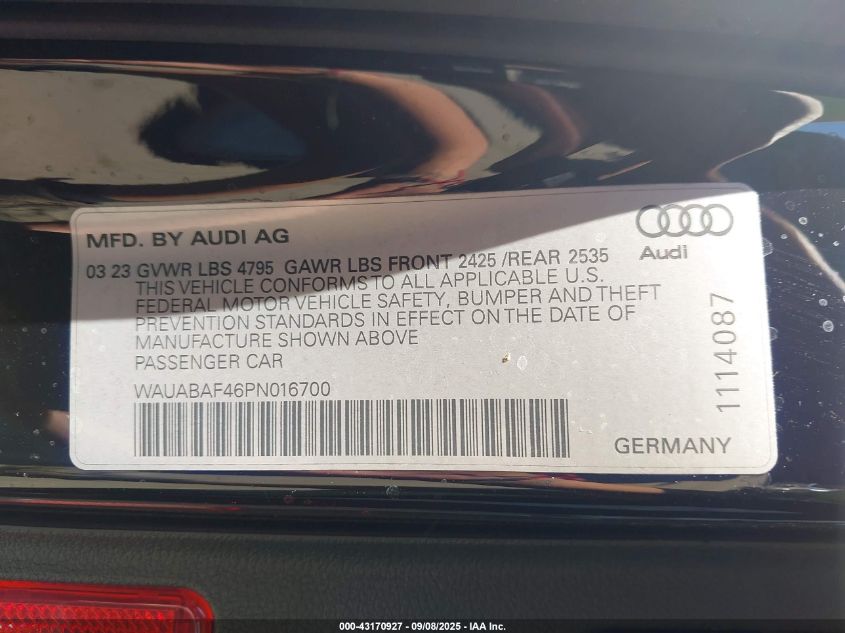 MFD. BY AUDI AG
Audi
03 23 GVWR LBS 4795 GAWR LBS FRONT 2425 /REAR 2535
THIS VEHICLE CONFORMS TO ALL APPLICABLE U.S.
FEDERAL MOTOR VEHICLE SAFETY, BUMPER AND THEFT
PREVENTION STANDARDS IN EFFECT ON THE DATE OF
MANUFACTURE SHOWN ABOVE
PASSENGER CAR
WAUABAF46PN016700
1114087
GERMANY
000-43170927 - 09/08/2025 - IAA Inc.